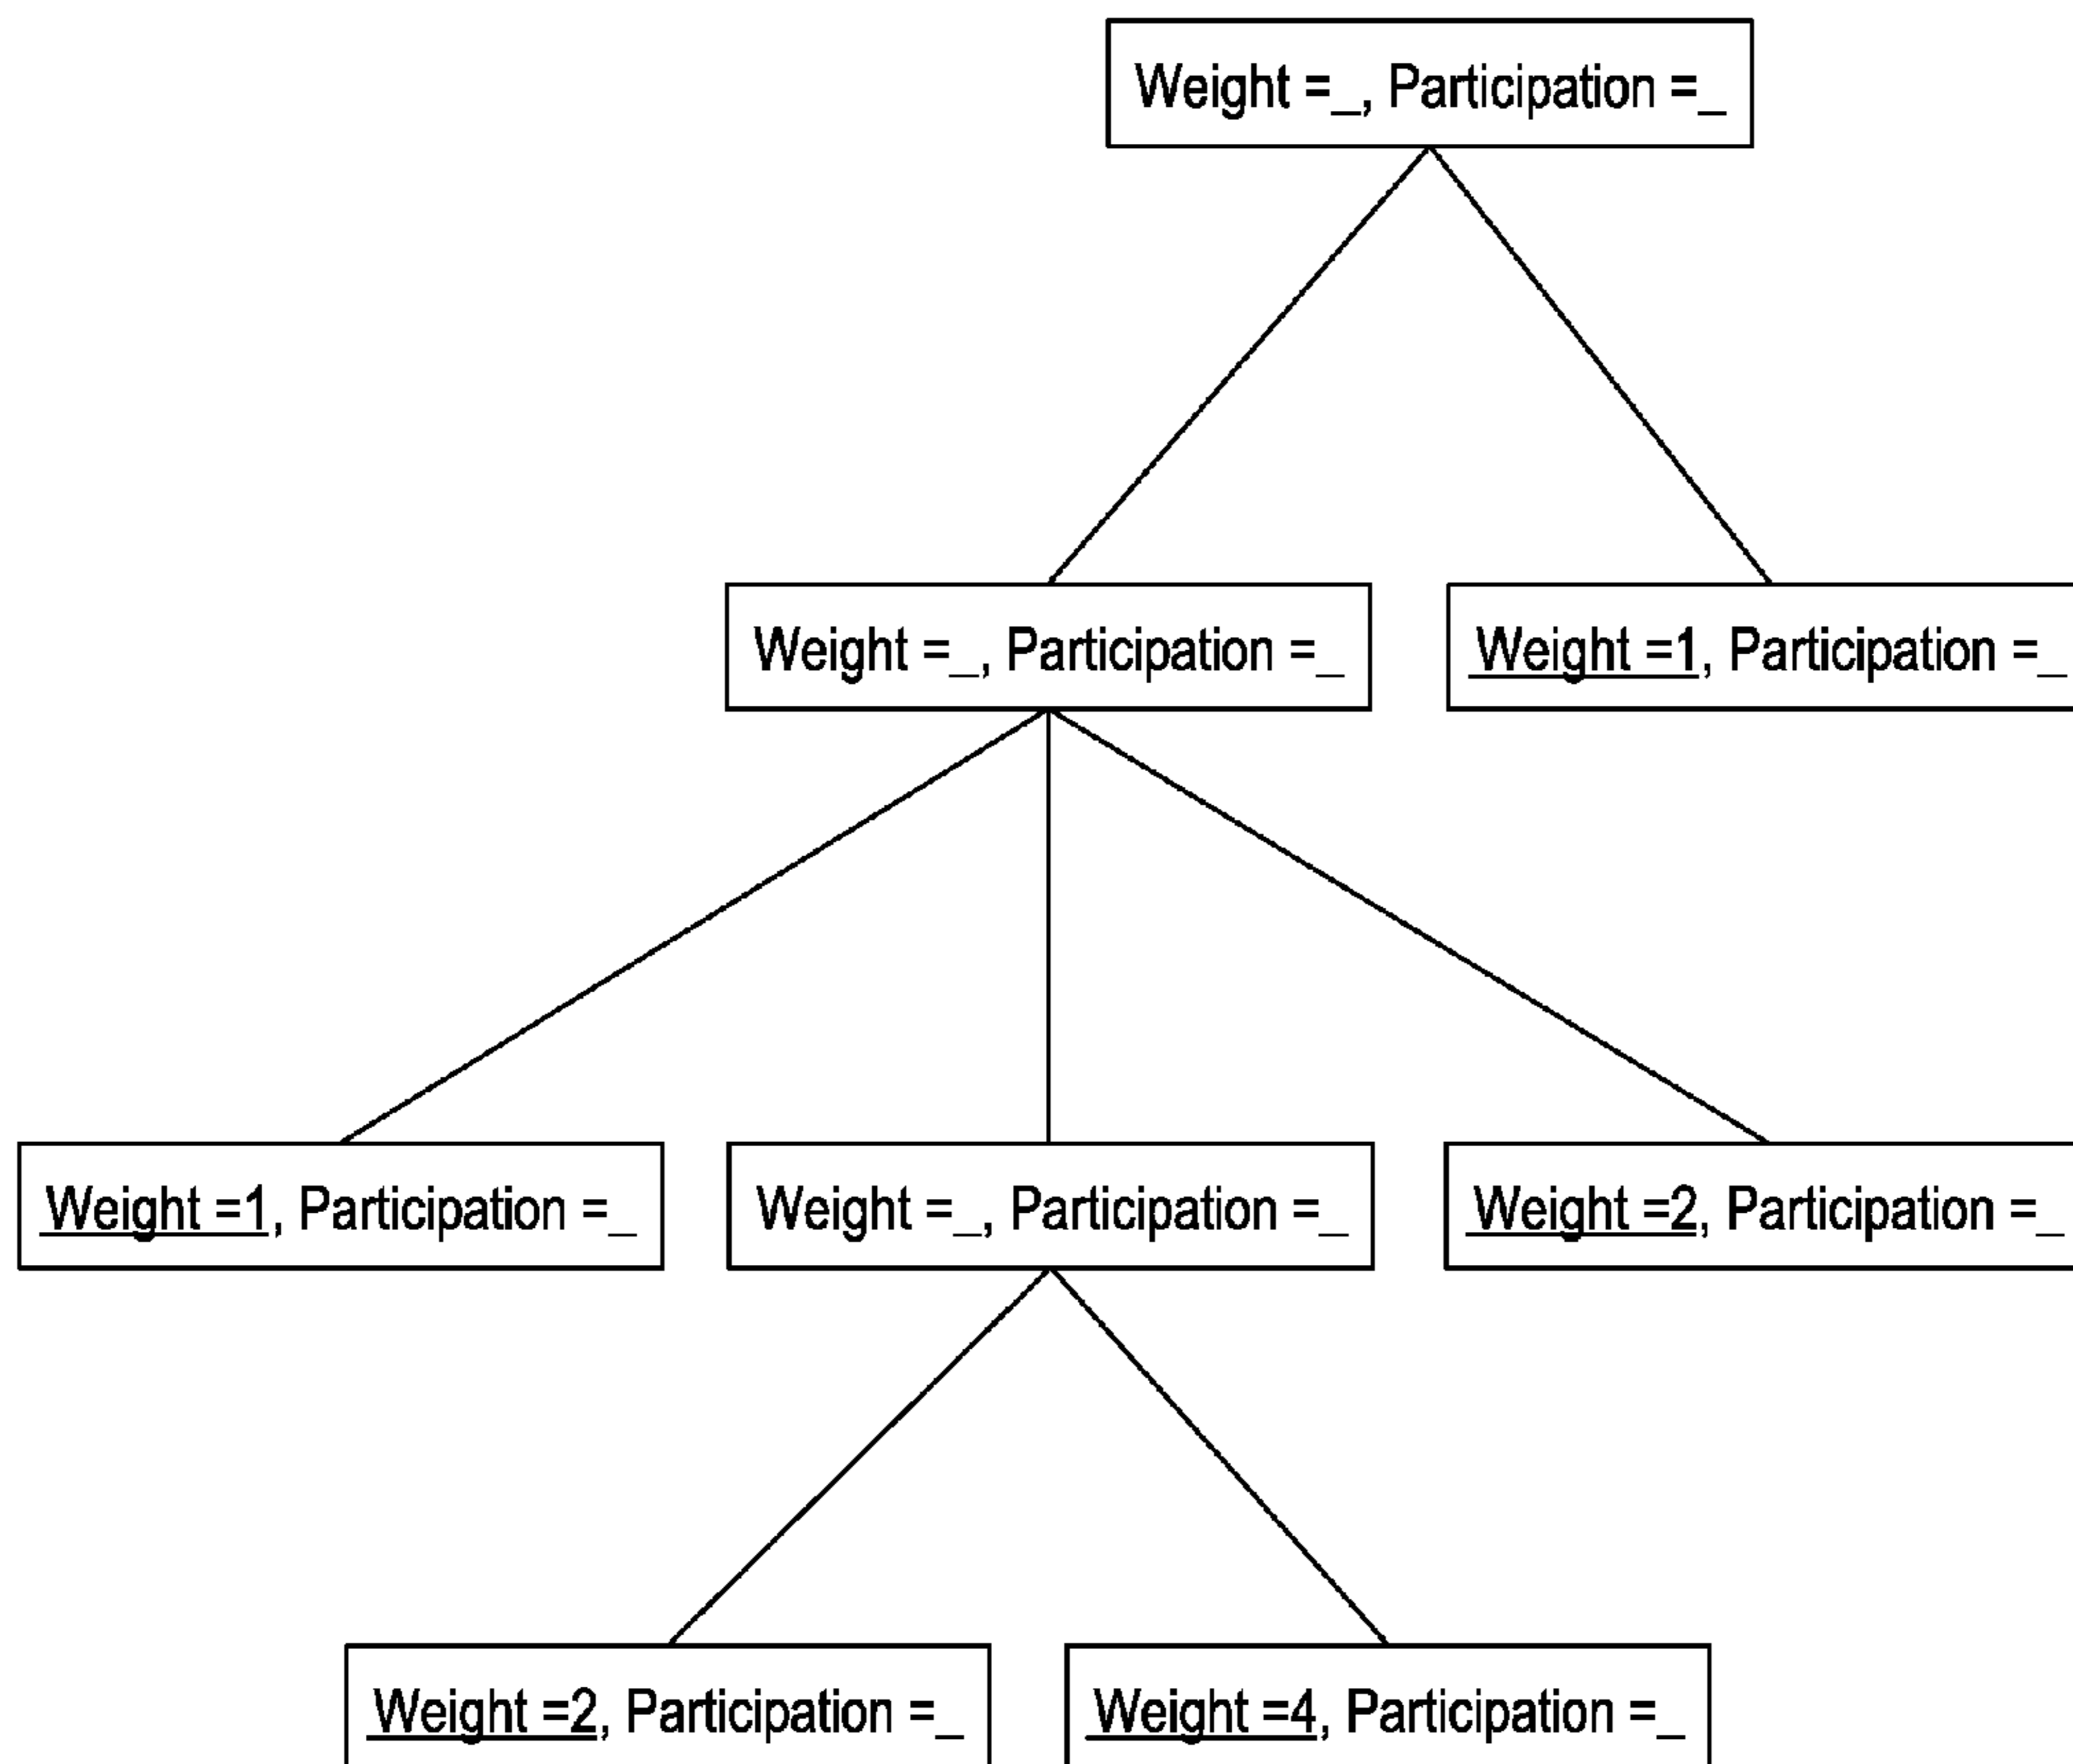 Weight =_, Participation =_
Weight =_, Participation =_
Weight =1, Participation =_
Weight =1, Participation =_
Weight =_, Participation =_
Weight =2, Participation =_
Weight =2, Participation =_
Weight =4, Participation =_